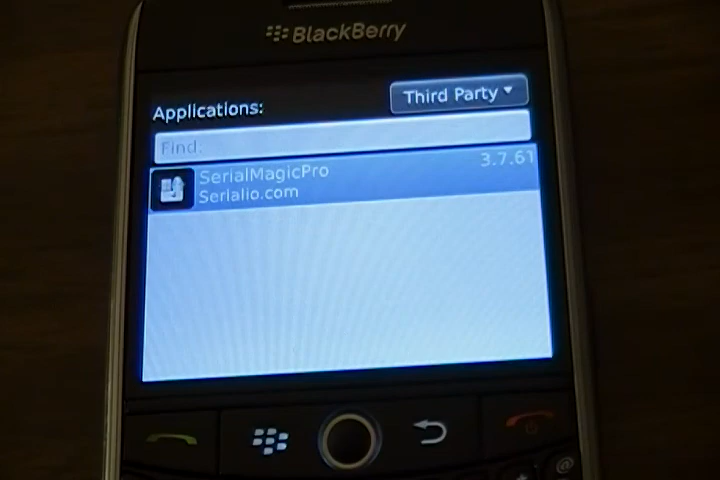 BlackBerry
Applications:
Third Party
Find:
SerialMagicPro
3.7.61
Serialio.com
@